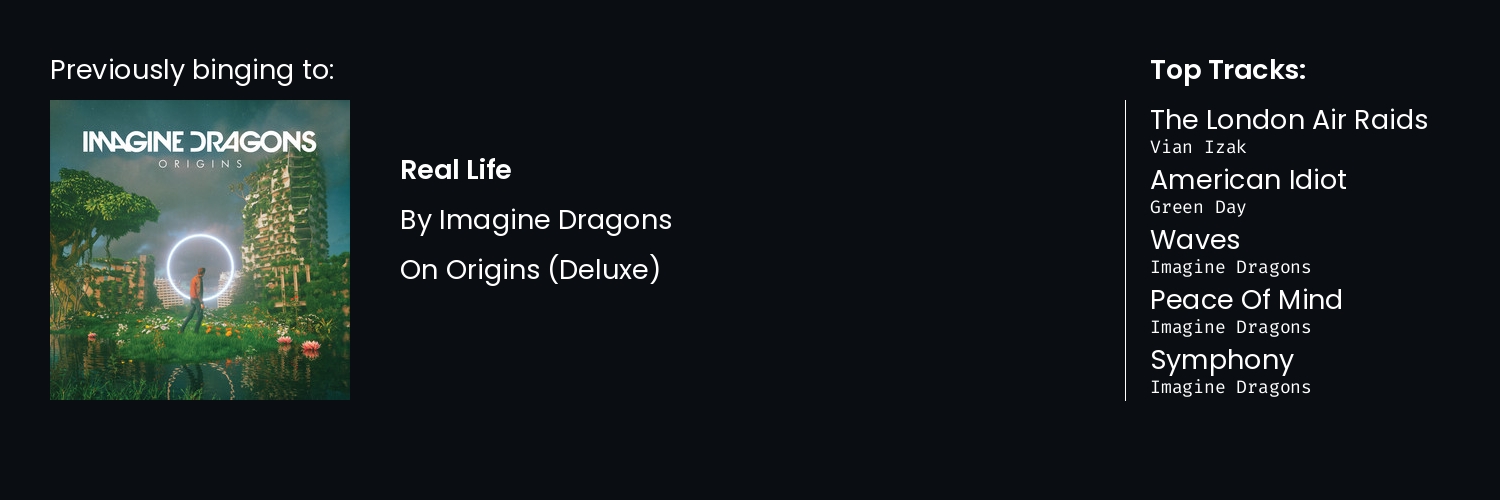 Previously binging to:
IMAGINE DRAGONS
ORIGINS
Real Life
By Imagine Dragons
On Origins (Deluxe)
Top Tracks:
The London Air Raids
Vian Izak
American Idiot
Green Day
Waves
Imagine Dragons
Peace Of Mind
Imagine Dragons
Symphony
Imagine Dragons